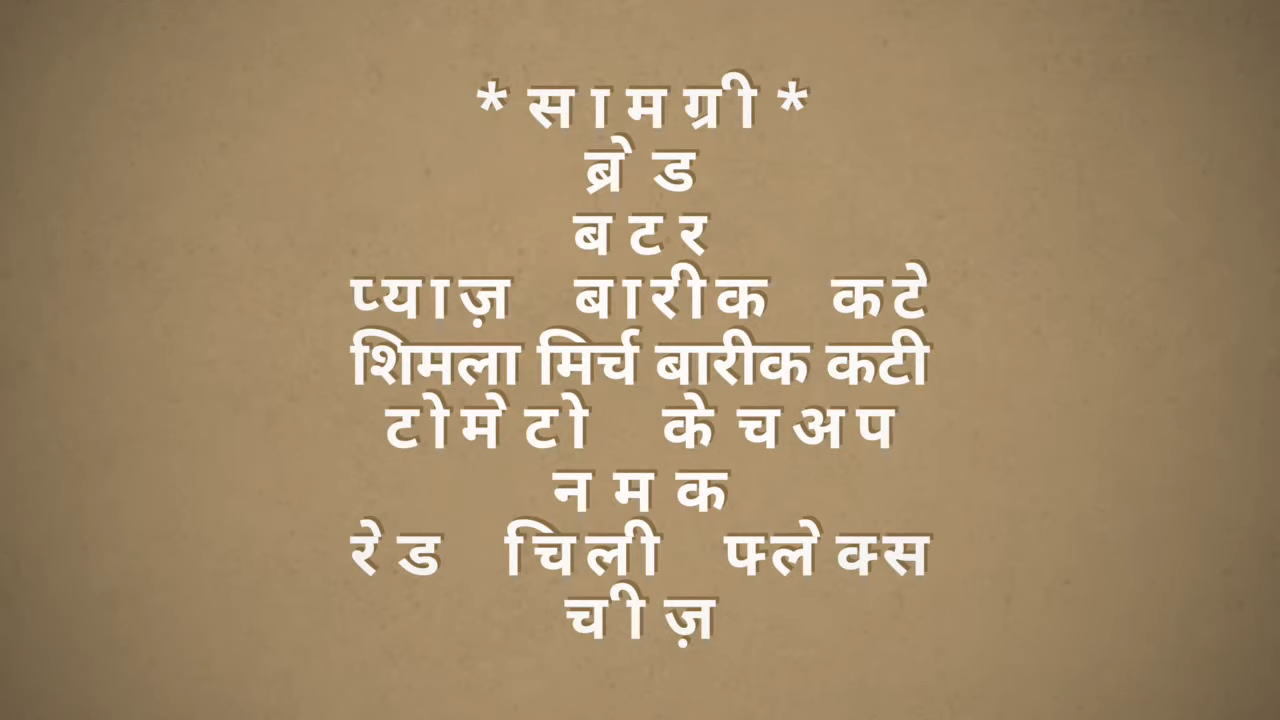 *सामग्री*
ब्रेड
बटर
प्याज़ बारीक कटे
शिमला मिर्च बारीक कटी
टोमेटो केचअप
नमक
रेड चिली फ्लेक्स
चीज़